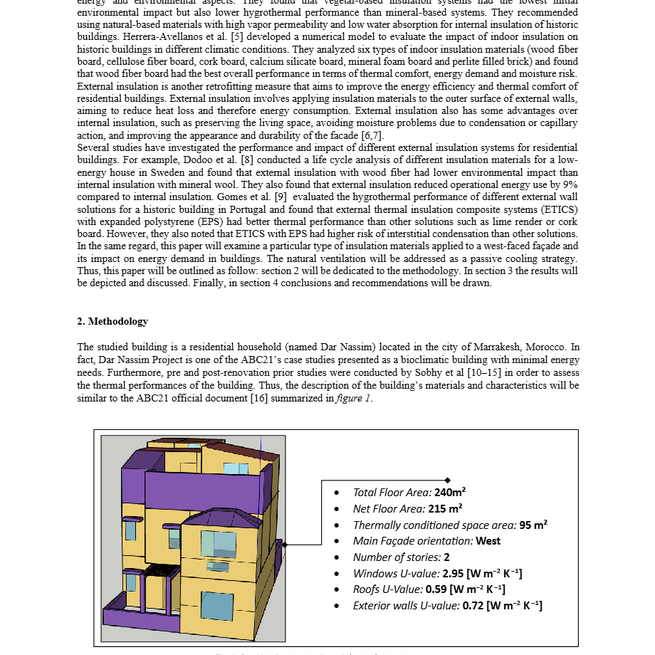 energy and environmental aspects. They found that vegetal-based insulation systems had the lowest initial
environmental impact but also lower hygrothermal performance than mineral-based systems. They recommended
using natural-based materials with high vapor permeability and low water absorption for internal insulation of historic
buildings. Herrera-Avellanos et al. [5] developed a numerical model to evaluate the impact of indoor insulation on
historic buildings in different climatic conditions. They analyzed six types of indoor insulation materials (wood fiber
board, cellulose fiber board, cork board, calcium silicate board, mineral foam board and perlite filled brick) and found
that wood fiber board had the best overall performance in terms of thermal comfort, energy demand and moisture risk.
External insulation is another retrofitting measure that aims to improve the energy efficiency and thermal comfort of
residential buildings. External insulation involves applying insulation materials to the outer surface of external walls,
aiming to reduce heat loss and therefore energy consumption. External insulation also has some advantages over
internal insulation, such as preserving the living space, avoiding moisture problems due to condensation or capillary
action, and improving the appearance and durability of the facade [6,7].
Several studies have investigated the performance and impact of different external insulation systems for residential
buildings. For example, Dodoo et al. [8] conducted a life cycle analysis of different insulation materials for a low-
energy house in Sweden and found that external insulation with wood fiber had lower environmental impact than
internal insulation with mineral wool. They also found that external insulation reduced operational energy use by 9%
compared to internal insulation. Gomes et al. [9] evaluated the hygrothermal performance of different external wall
solutions for a historic building in Portugal and found that external thermal insulation composite systems (ETICS)
with expanded polystyrene (EPS) had better thermal performance than other solutions such as lime render or cork
board. However, they also noted that ETICS with EPS had higher risk of interstitial condensation than other solutions.
In the same regard, this paper will examine a particular type of insulation materials applied to a west-faced façade and
its impact on energy demand in buildings. The natural ventilation will be addressed as a passive cooling strategy.
Thus, this paper will be outlined as follow: section 2 will be dedicated to the methodology. In section 3 the results will
be depicted and discussed. Finally, in section 4 conclusions and recommendations will be drawn.
2. Methodology
The studied building is a residential household (named Dar Nassim) located in the city of Marrakesh, Morocco. In
fact, Dar Nassim Project is one of the ABC21's case studies presented as a bioclimatic building with minimal energy
needs. Furthermore, pre and post-renovation prior studies were conducted by Sobhy et al [10–15] in order to assess
the thermal performances of the building. Thus, the description of the building's materials and characteristics will be
similar to the ABC21 official document [16] summarized in figure 1.
• Total Floor Area: 240m²
• Net Floor Area: 215 m²
• Thermally conditioned space area: 95 m²
• Main Façade orientation: West
• Number of stories: 2
• Windows U-value: 2.95 [W m⁻² K⁻¹]
• Roofs U-Value: 0.59 [W m⁻² K⁻¹]
• Exterior walls U-value: 0.72 [W m⁻² K⁻¹]